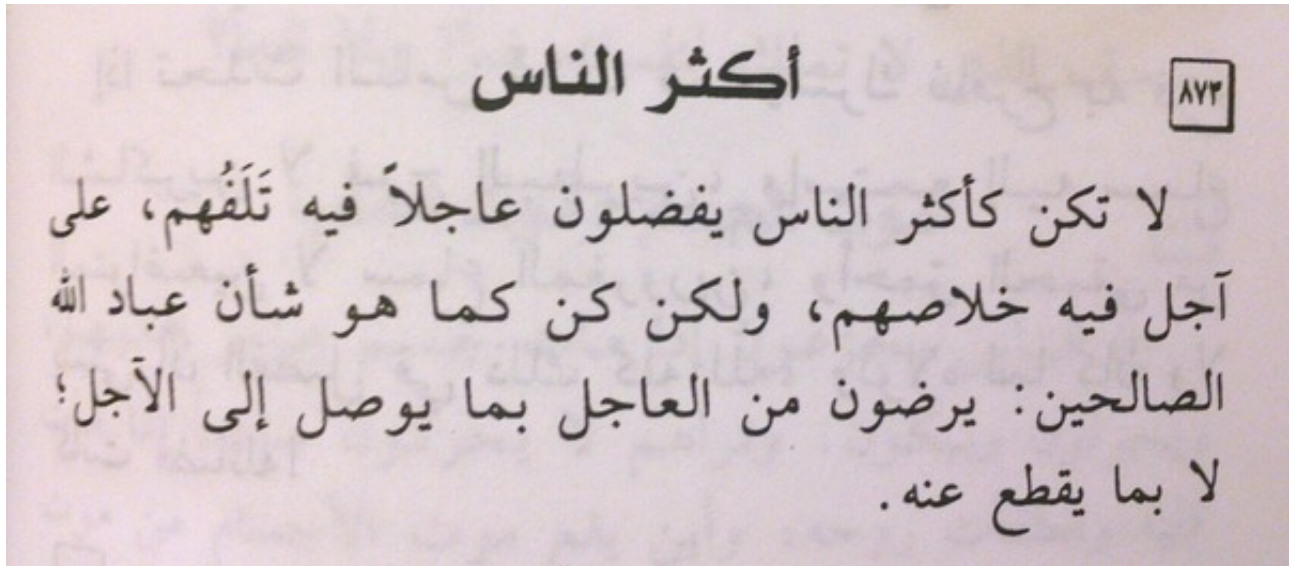 ٨٧٣
أكثر الناس
لا تكن كأكثر الناس يفضلون عاجلاً فيه تَلَفُهم، على
آجل فيه خلاصهم، ولكن كن كما هو شأن عباد الله
الصالحين: يرضون من العاجل بما يوصل إلى الآجل؛
لا بما يقطع عنه.